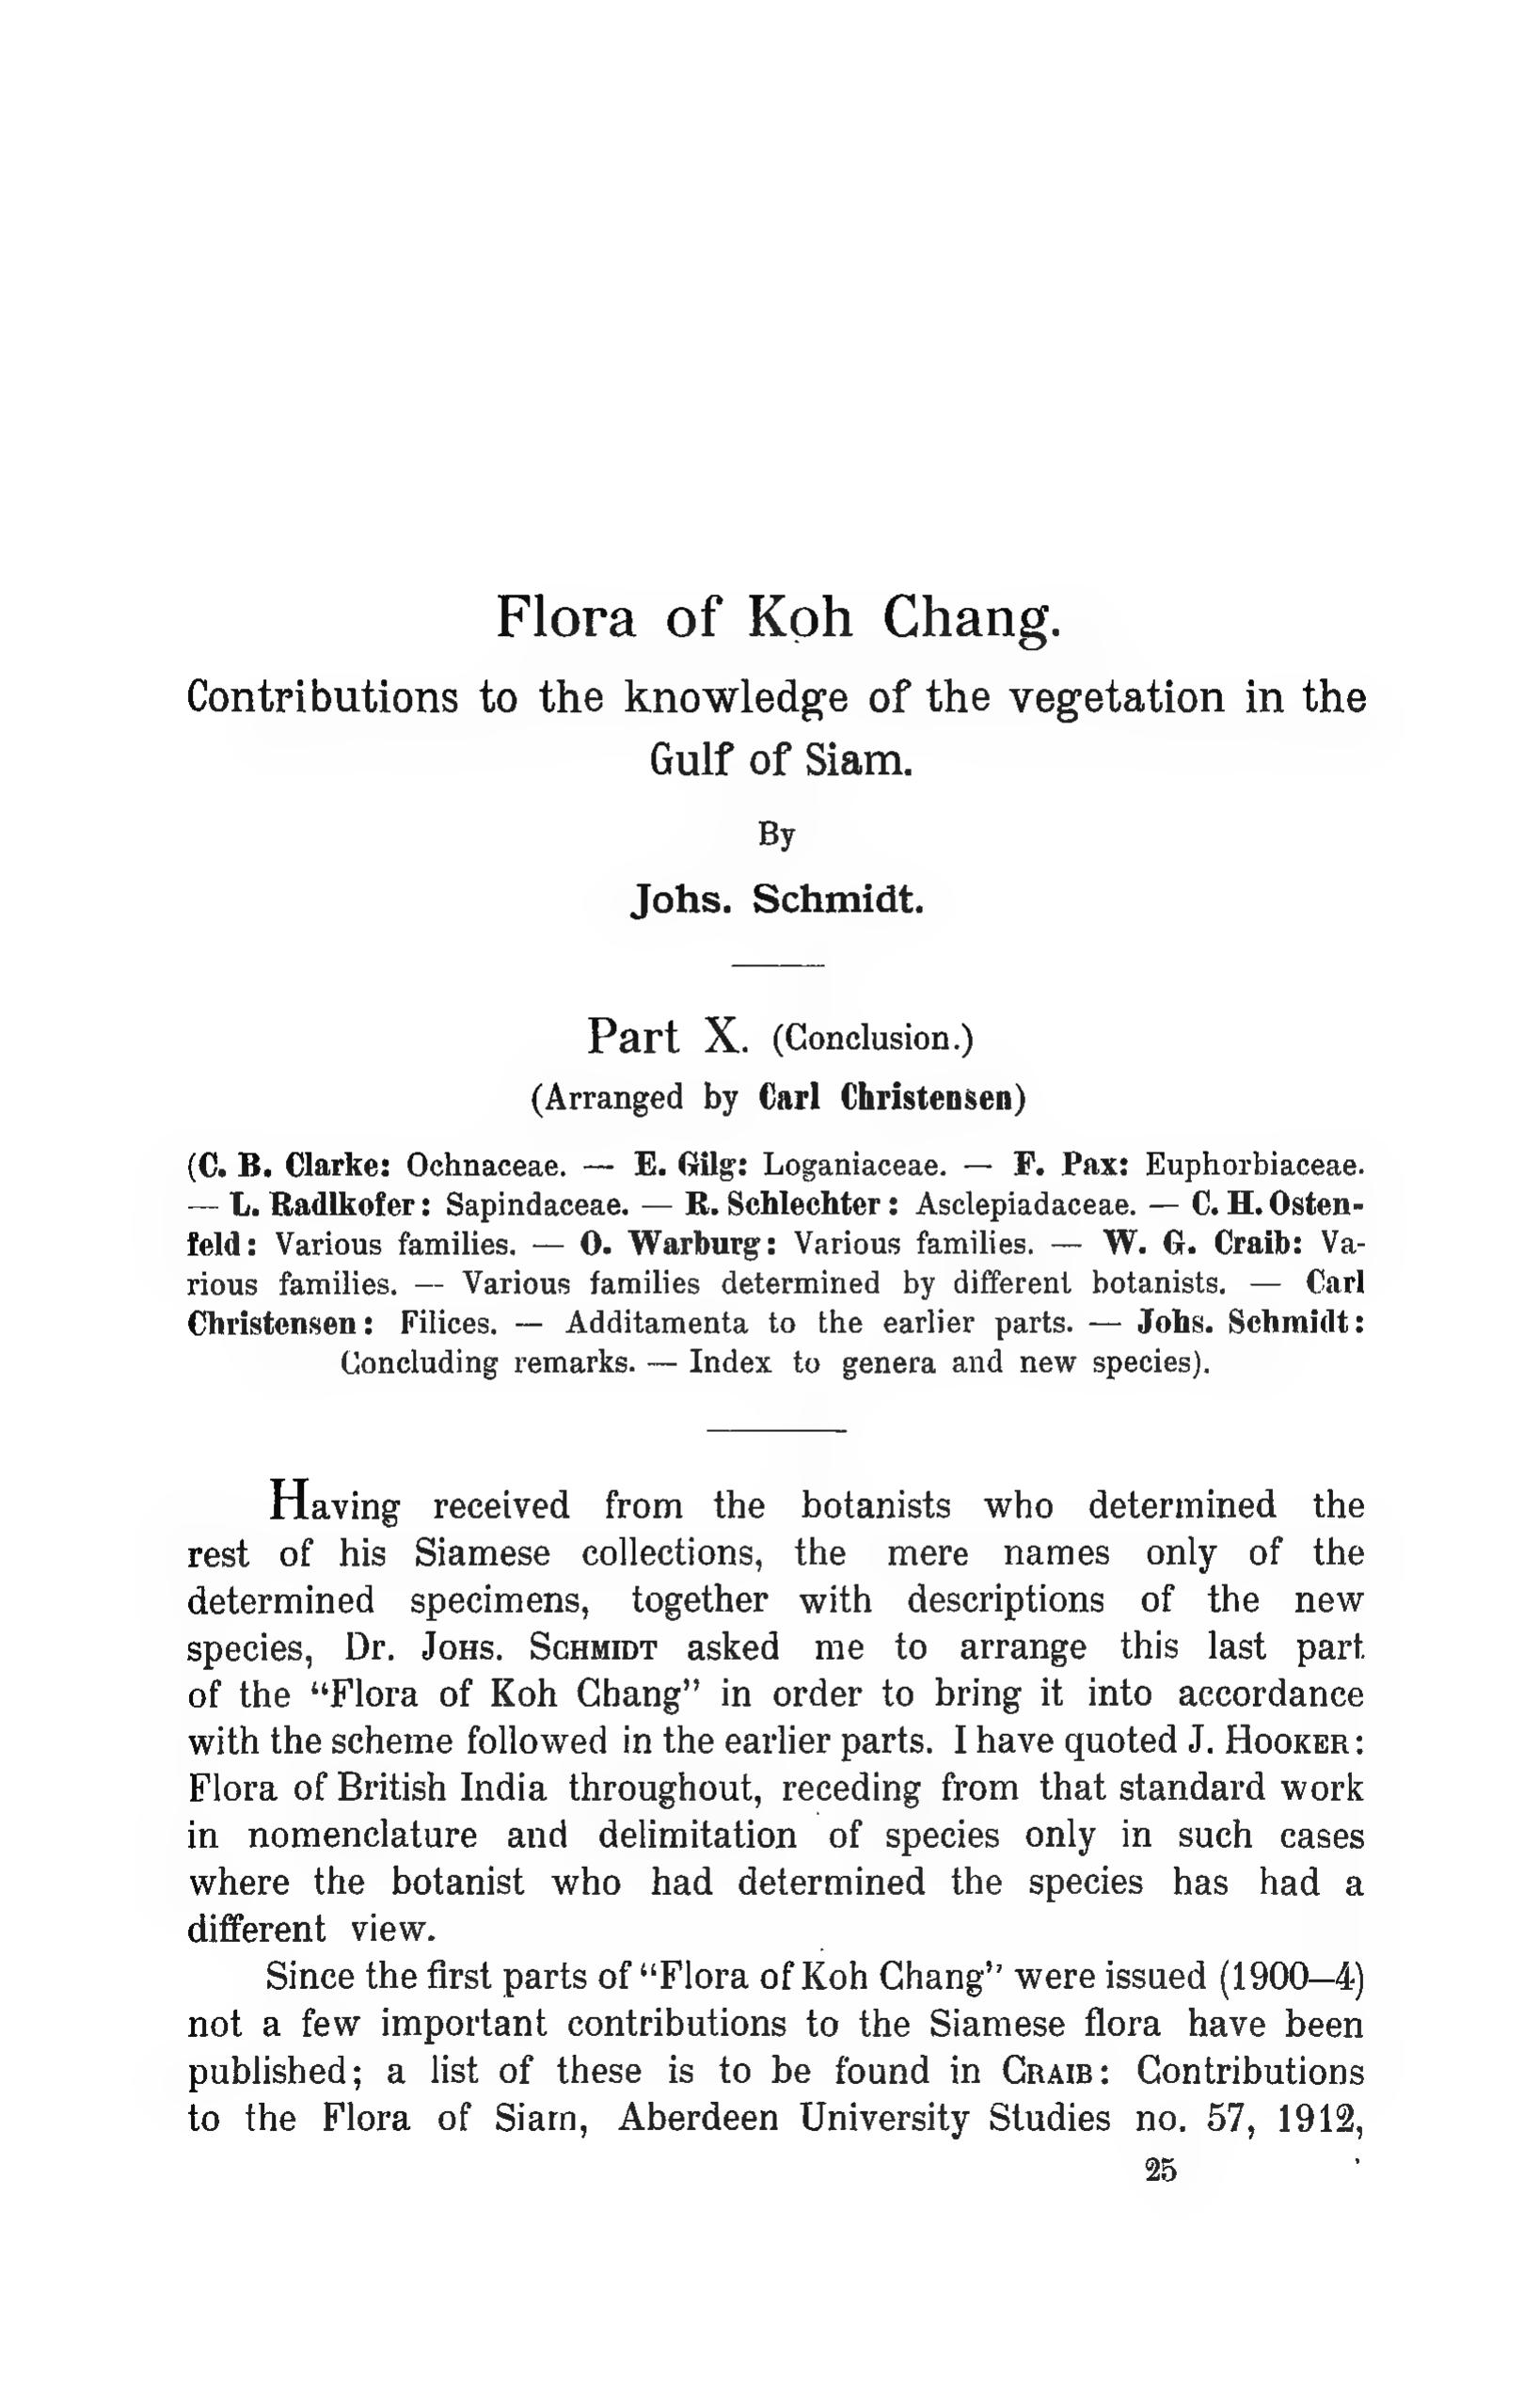 Flora of Koh Chang.
Contributions to the knowledge of the vegetation in the
Gulf of Siam.
By
Johs. Schmidt.
Part X. (Conclusion.)
(Arranged by Carl Christensen)
(C. B. Clarke: Ochnaceae. — E. Gilg: Loganiaceae. — F. Pax: Euphorbiaceae.
— L. Radlkofer: Sapindaceae. — R. Schlechter: Asclepiadaceae. — C. H. Osten-
feld: Various families. — O. Warburg: Various families. — W. G. Craib: Va-
rious families. — Various families determined by different botanists. — Carl
Christensen: Filices. — Additamenta to the earlier parts. — Johs. Schmidt:
Concluding remarks. — Index to genera and new species).
Having received from the botanists who determined the
rest of his Siamese collections, the mere names only of the
determined specimens, together with descriptions of the new
species, Dr. JOHS. SCHMIDT asked me to arrange this last part
of the “Flora of Koh Chang” in order to bring it into accordance
with the scheme followed in the earlier parts. I have quoted J. HOOKER:
Flora of British India throughout, receding from that standard work
in nomenclature and delimitation of species only in such cases
where the botanist who had determined the species has had a
different view.
Since the first parts of “Flora of Koh Chang” were issued (1900–4)
not a few important contributions to the Siamese flora have been
published; a list of these is to be found in CRAIB: Contributions
to the Flora of Siam, Aberdeen University Studies no. 57, 1912,
25